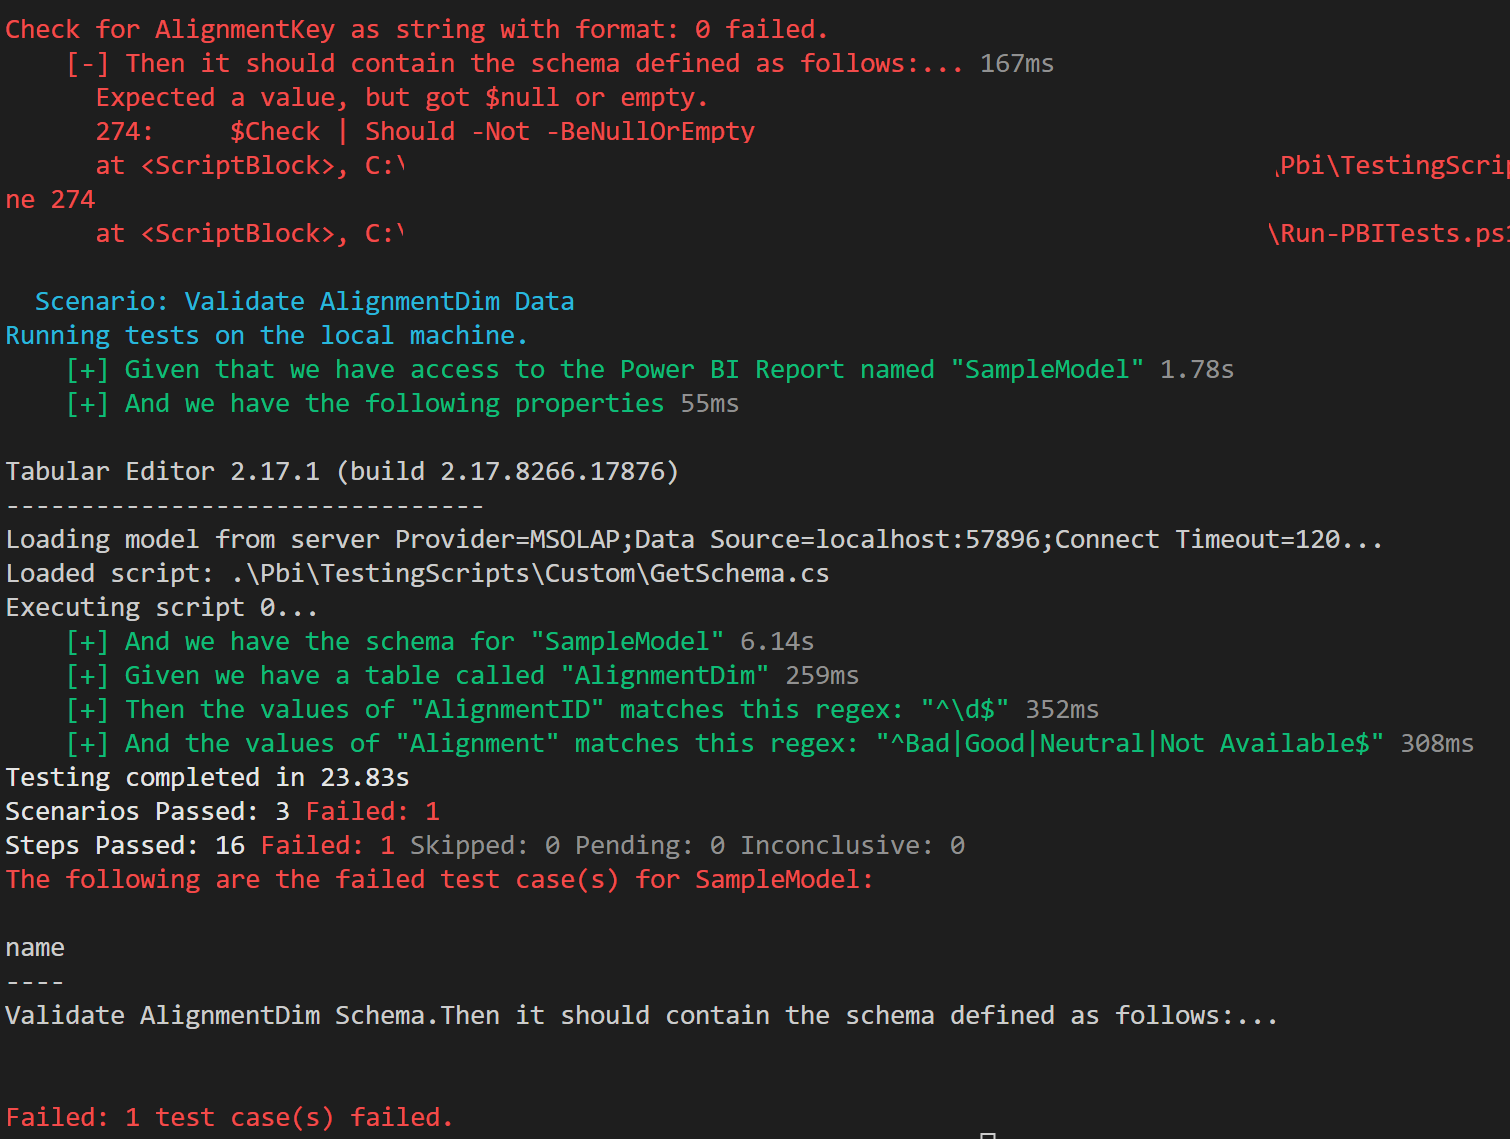 Check for AlignmentKey as string with format: 0 failed.
[-] Then it should contain the schema defined as follows:... 167ms
Expected a value, but got $null or empty.
274:     $Check | Should -Not -BeNullOrEmpty
at <ScriptBlock>, C:\ \Pbi\TestingScrip
ne 274
at <ScriptBlock>, C:\ \Run-PBITests.ps1
Scenario: Validate AlignmentDim Data
Running tests on the local machine.
[+] Given that we have access to the Power BI Report named "SampleModel" 1.78s
[+] And we have the following properties 55ms
Tabular Editor 2.17.1 (build 2.17.8266.17876)
--------------------------------
Loading model from server Provider=MSOLAP;Data Source=localhost:57896;Connect Timeout=120...
Loaded script: .\Pbi\TestingScripts\Custom\GetSchema.cs
Executing script 0...
[+] And we have the schema for "SampleModel" 6.14s
[+] Given we have a table called "AlignmentDim" 259ms
[+] Then the values of "AlignmentID" matches this regex: "^\d$" 352ms
[+] And the values of "Alignment" matches this regex: "^Bad|Good|Neutral|Not Available$" 308ms
Testing completed in 23.83s
Scenarios Passed: 3 Failed: 1
Steps Passed: 16 Failed: 1 Skipped: 0 Pending: 0 Inconclusive: 0
The following are the failed test case(s) for SampleModel:
name
----
Validate AlignmentDim Schema.Then it should contain the schema defined as follows:...
Failed: 1 test case(s) failed.